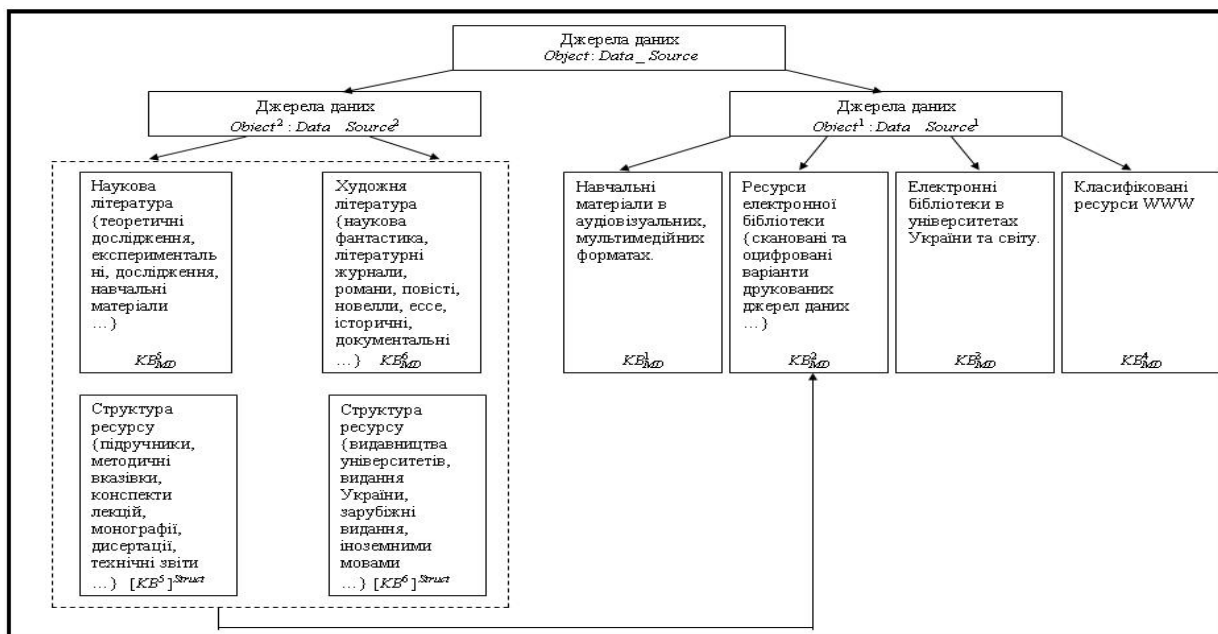 Джерела даних
Object: Data_Source
Джерела даних
Object² : Data Source²
Джерела даних
Object¹ : Data Source¹
Наукова
література
{теоретичні
дослідження,
експерименталь
ні, дослідження,
навчальні
матеріали
...}
KB⁵MD
Художня
література
{наукова
фантастика,
літературні
журнали,
романи, повісті,
новелли, ессе,
історичні,
документальні
...} KB⁶MD
Навчальні
матеріали в
аудіовізуальних,
мультимедійних
форматах.
KB¹MD
Ресурси
електронної
бібліотеки
{скановані та
оцифровані
варіанти
друкованих
джерел даних
...}
KB²MD
Електронні
бібліотеки в
університетах
України та світу.
KB³MD
Класифіковані
ресурси WWW
KB⁴MD
Структура
ресурсу
{підручники,
методичні
вказівки,
конспекти
лекцій,
монографії,
дисертації,
технічні звіти
...} [KB⁵]Struct
Структура
ресурсу
{видавництва
університетів,
видання
України,
зарубіжні
видання,
іноземними
мовами
...} [KB⁶]Struct